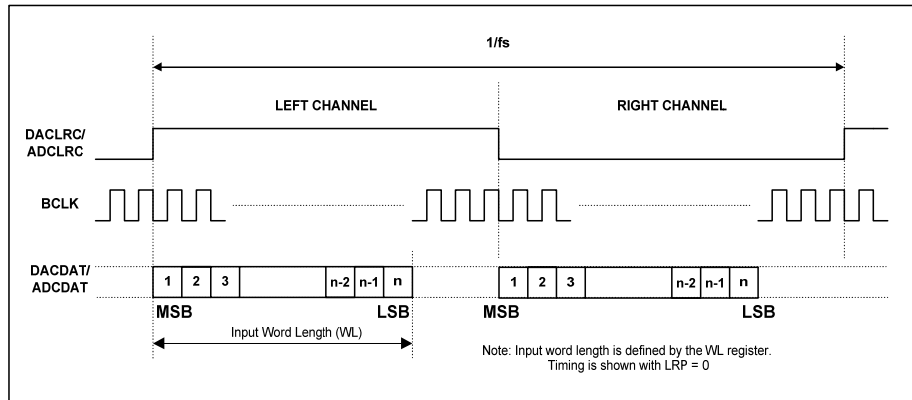 1/fs
LEFT CHANNEL
RIGHT CHANNEL
DACLRC/
ADCLRC
BCLK
DACDAT/
ADCDAT
1 2 3 n-2 n-1 n
1 2 3 n-2 n-1 n
MSB LSB MSB LSB
Input Word Length (WL)
Note: Input word length is defined by the WL register.
Timing is shown with LRP = 0